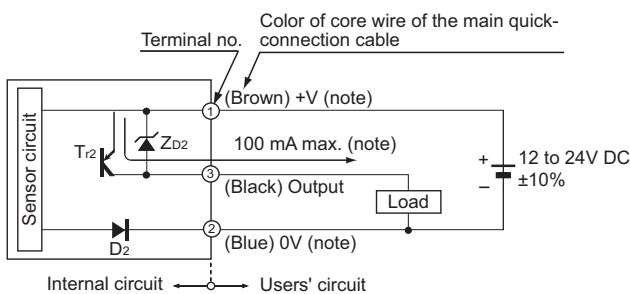 Color of core wire of the main quick-
connection cable
Terminal no.
1
(Brown) +V (note)
Sensor circuit
Tr2
ZD2
100 mA max. (note)
+
12 to 24V DC
–
±10%
3
(Black) Output
Load
2
D2
(Blue) 0V (note)
Internal circuit
Users' circuit